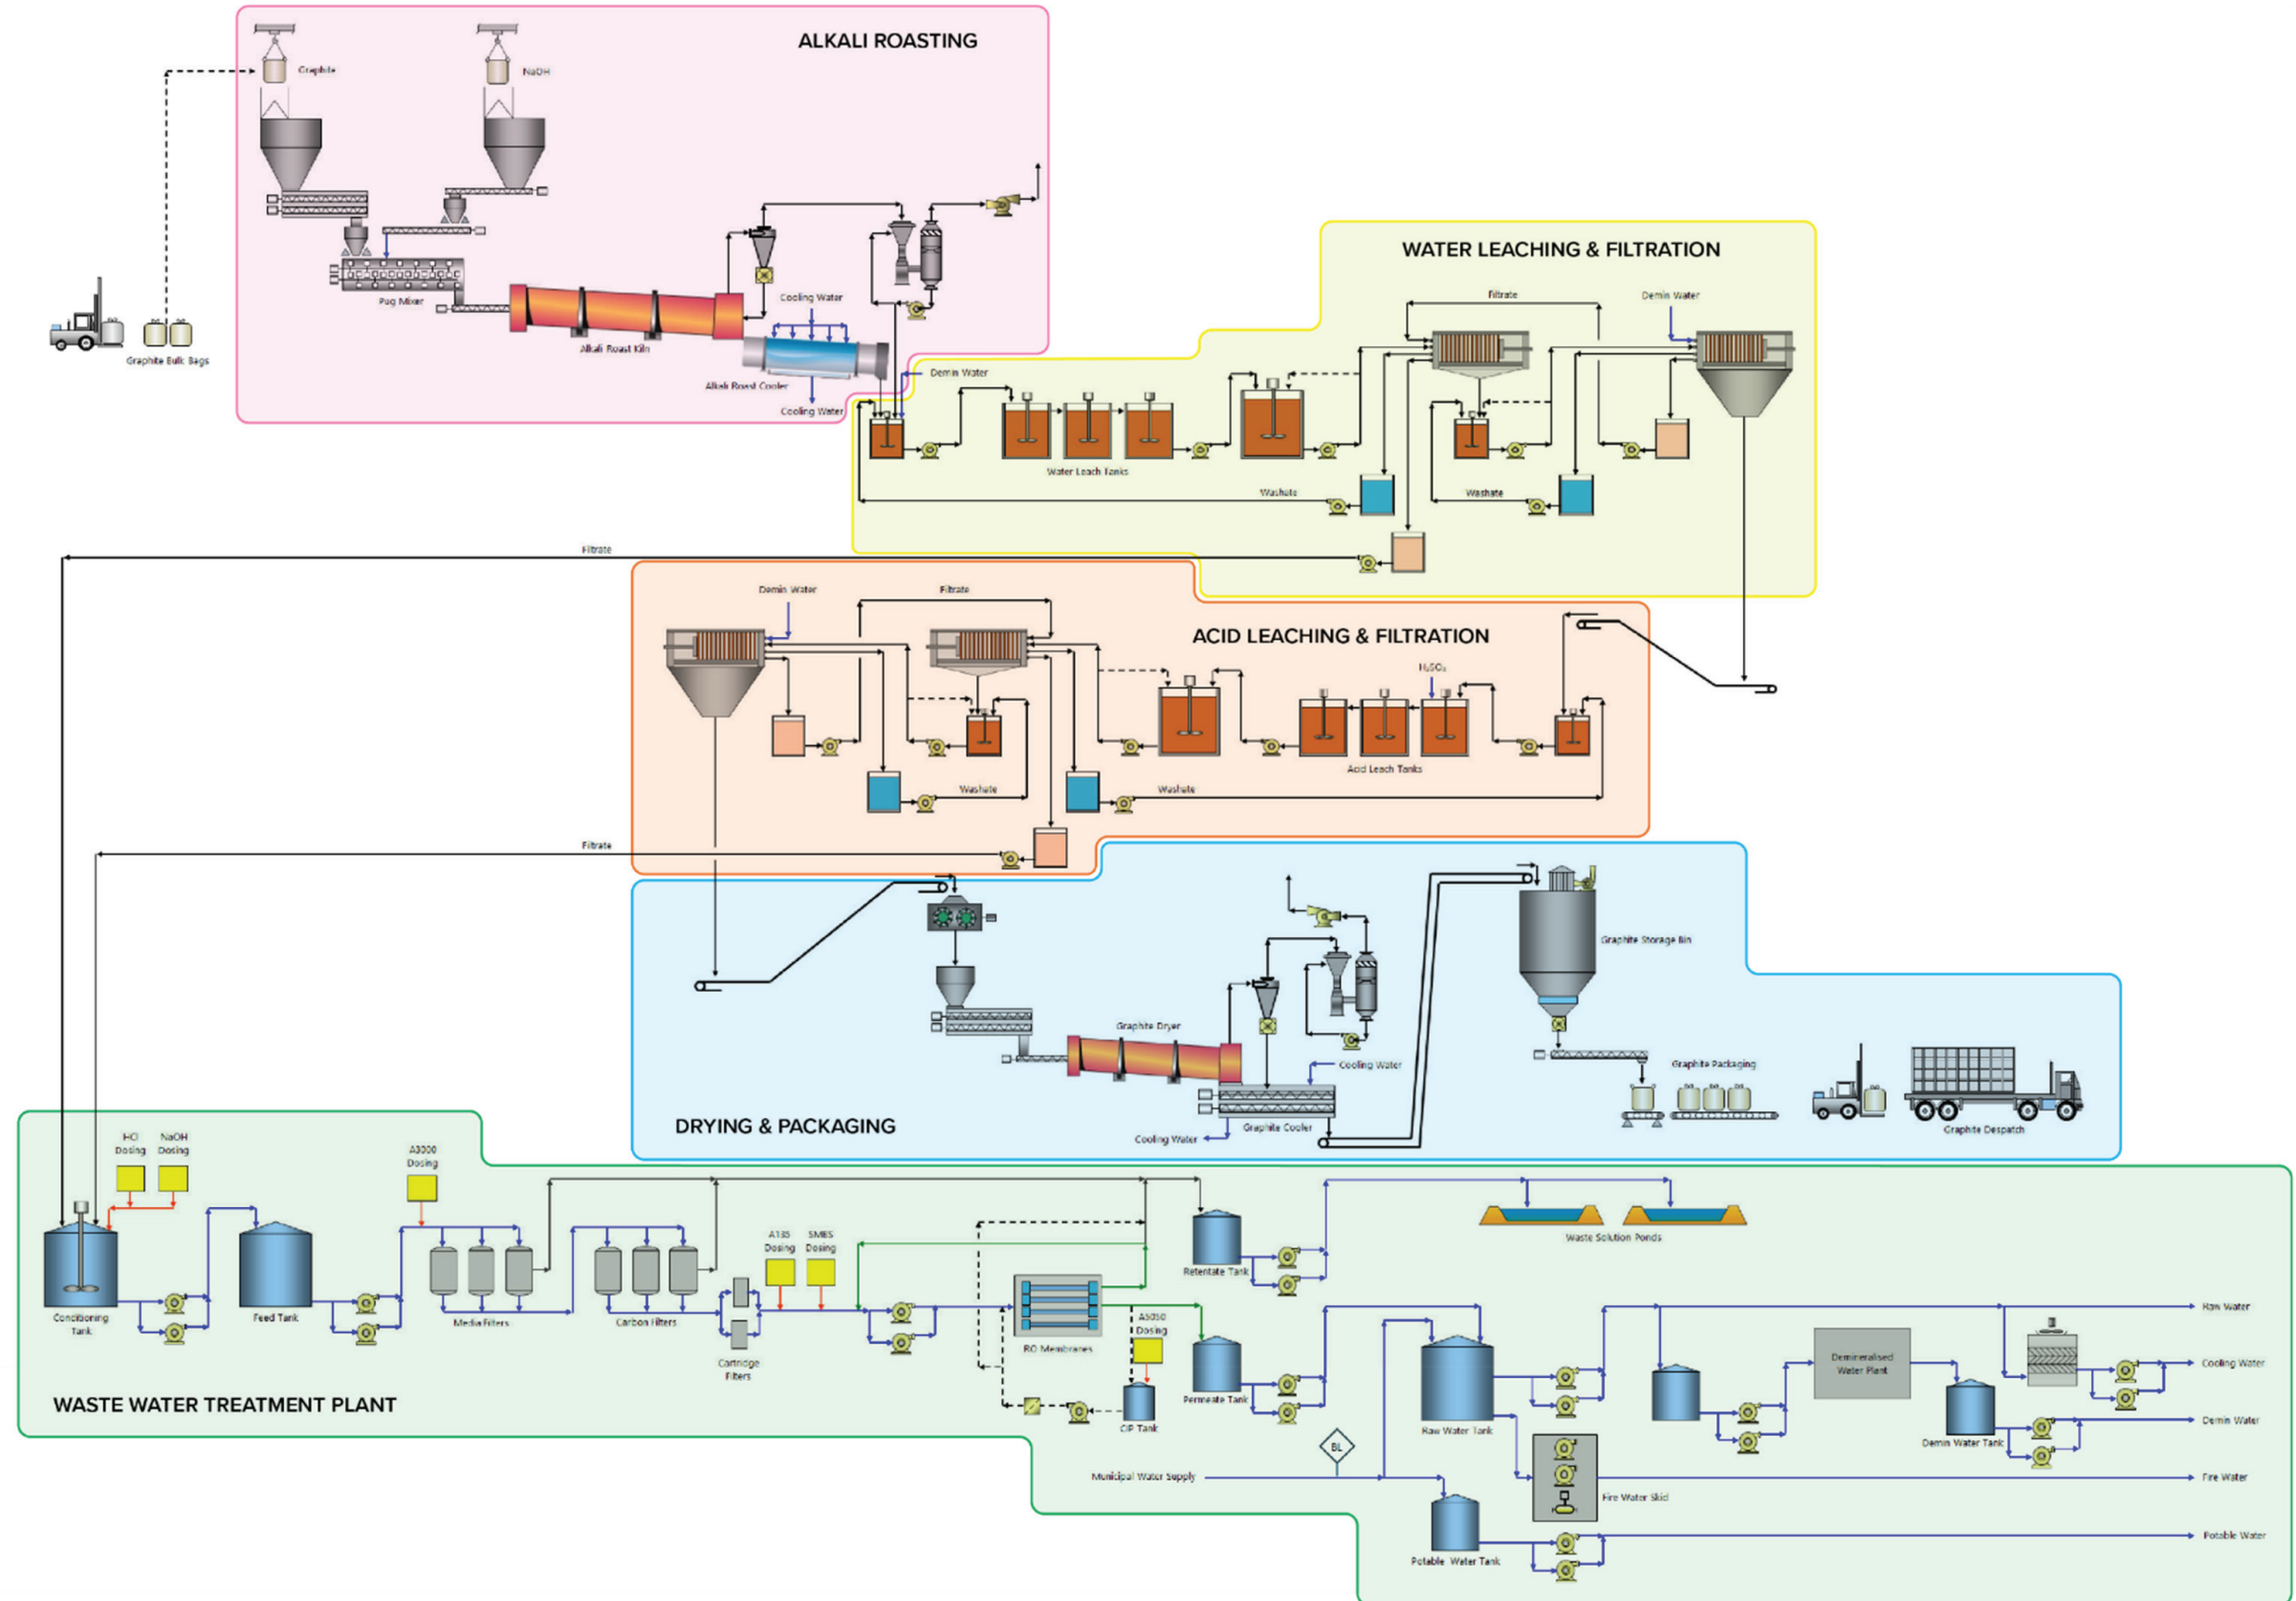 ALKALI ROASTING
Graphite
NaOH
Pug Mixer
Graphite Bulk Bags
Alkali Roast Kiln
Cooling Water
Alkali Roast Cooler
Cooling Water
WATER LEACHING & FILTRATION
Filtrate
Demin Water
Demin Water
Water Leach Tanks
Washate
Washate
Filtrate
Demin Water
Filtrate
ACID LEACHING & FILTRATION
H₂SO₄
Acid Leach Tanks
Washate
Washate
Filtrate
Graphite Storage Bin
Graphite Dryer
Cooling Water
Graphite Packaging
DRYING & PACKAGING
Graphite Cooler
Cooling Water
Graphite Despatch
HCl
Dosing
NaOH
Dosing
A3000
Dosing
A135
Dosing
SMBS
Dosing
Waste Solution Ponds
Retentate Tank
Conditioning
Tank
Feed Tank
Media Filters
Carbon Filters
Cartridge
Filters
RO Membranes
A5050
Dosing
Raw Water
Demineralised
Water Plant
Cooling Water
Permeate Tank
WASTE WATER TREATMENT PLANT
CIP Tank
Raw Water Tank
Demin Water Tank
Demin Water
BL
Municipal Water Supply
Fire Water
Fire Water Skid
Potable Water
Potable Water Tank